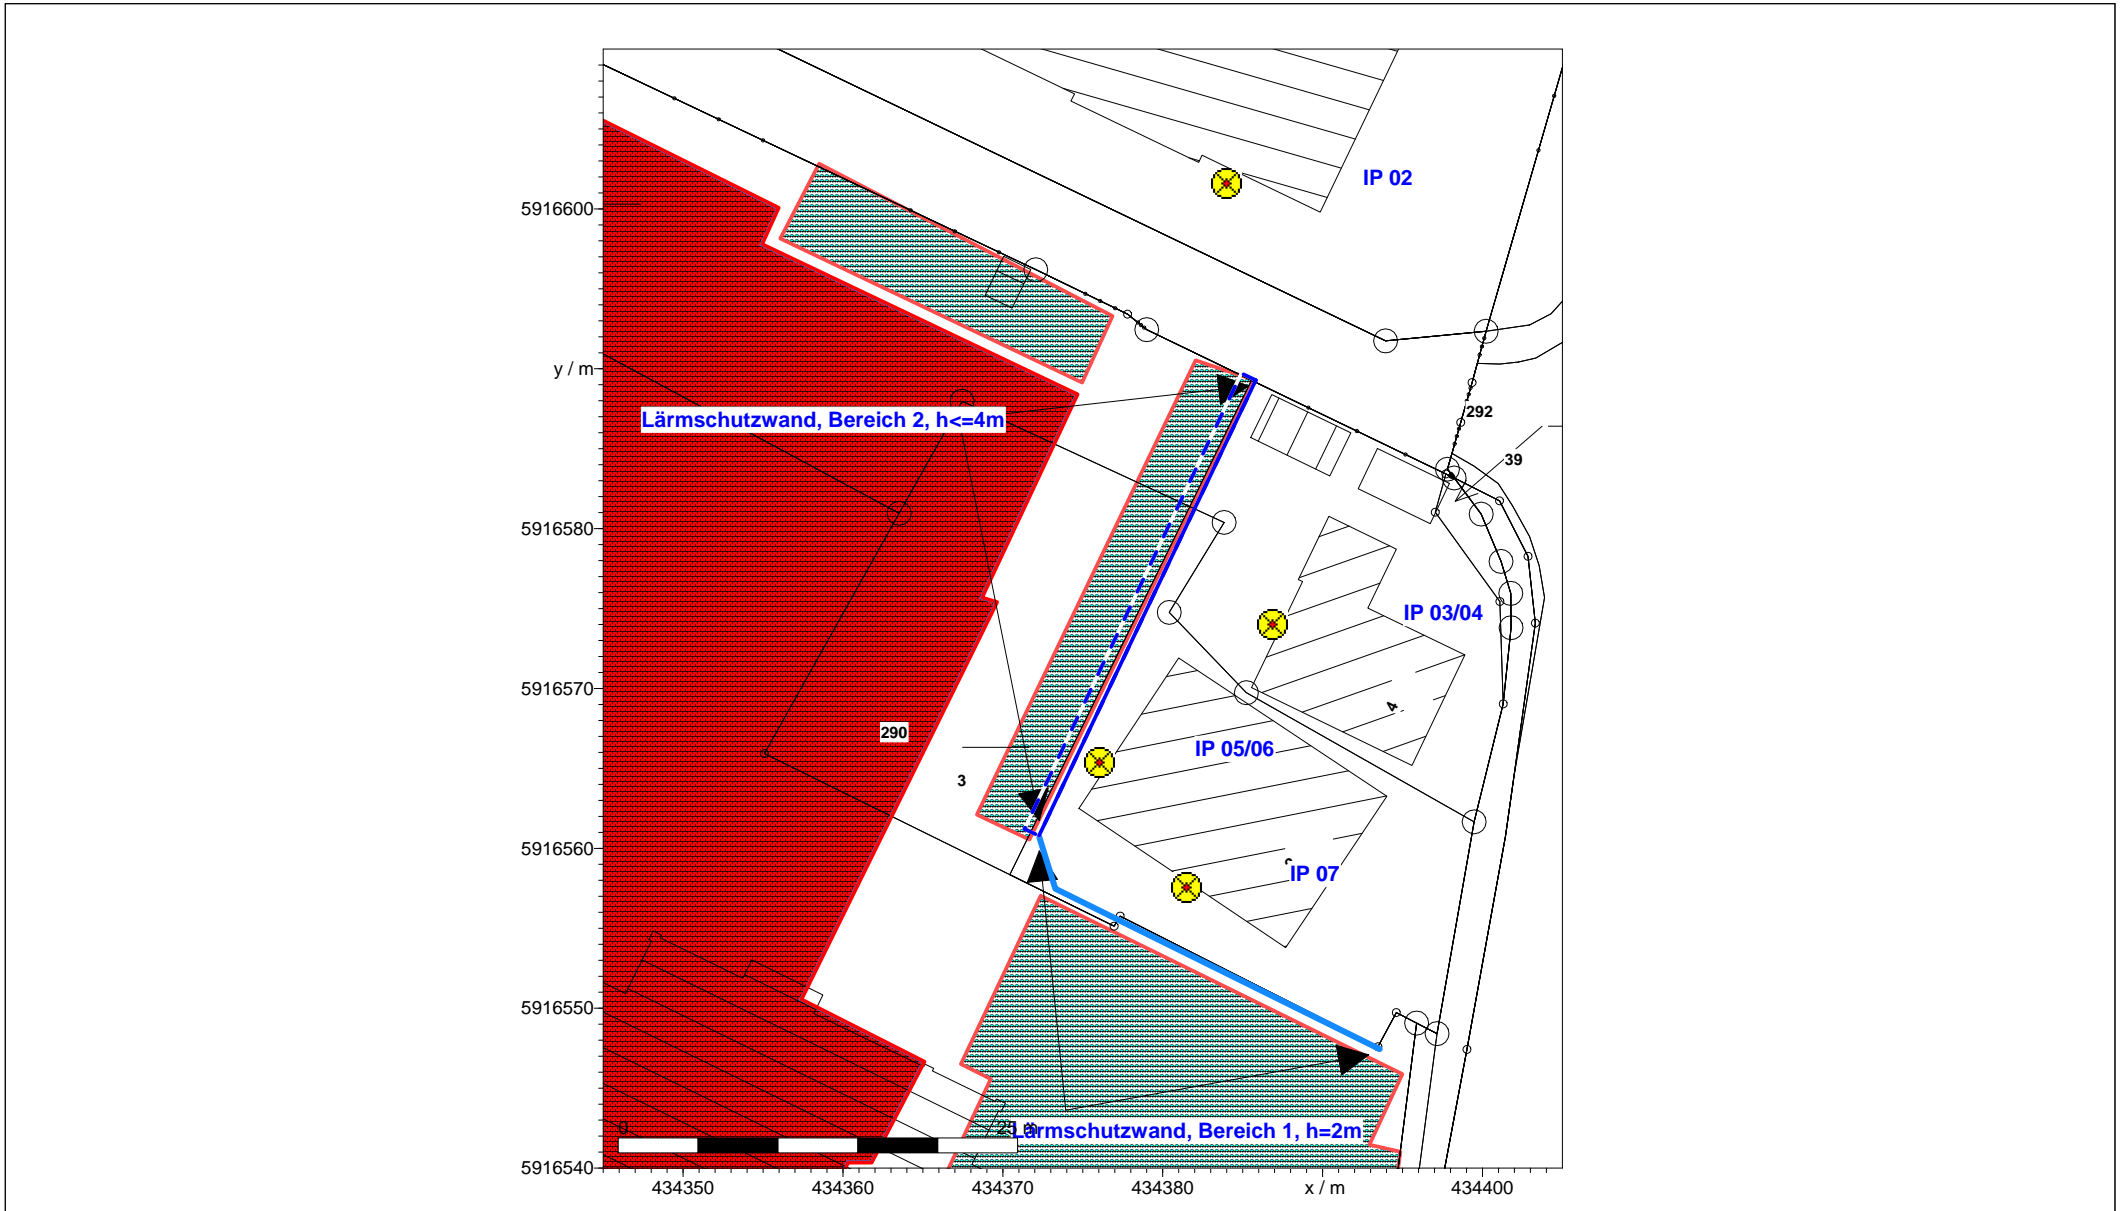 IP 02
5916600
y / m
292
Lärmschutzwand, Bereich 2, h<=4m
39
5916580
IP 03/04
5916570
4
290
IP 05/06
3
5916560
IP 07
5916550
0
25 m
Lärmschutzwand, Bereich 1, h=2m
5916540
434350
434360
434370
434380
x / m
434400